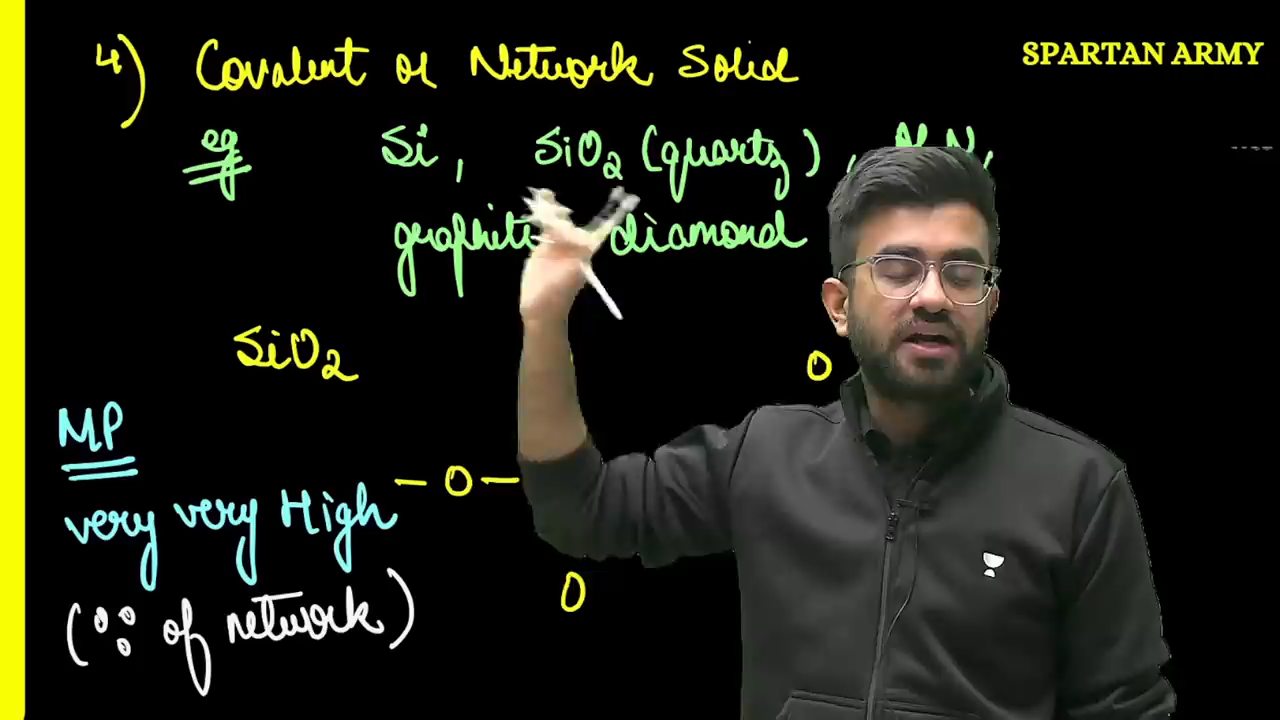 4) Covalent or Network Solid
SPARTAN ARMY
eg Si, SiO2 (quartz),
graphite diamond
SiO2
O
MP
very very High
– O –
(∵ of network)
O